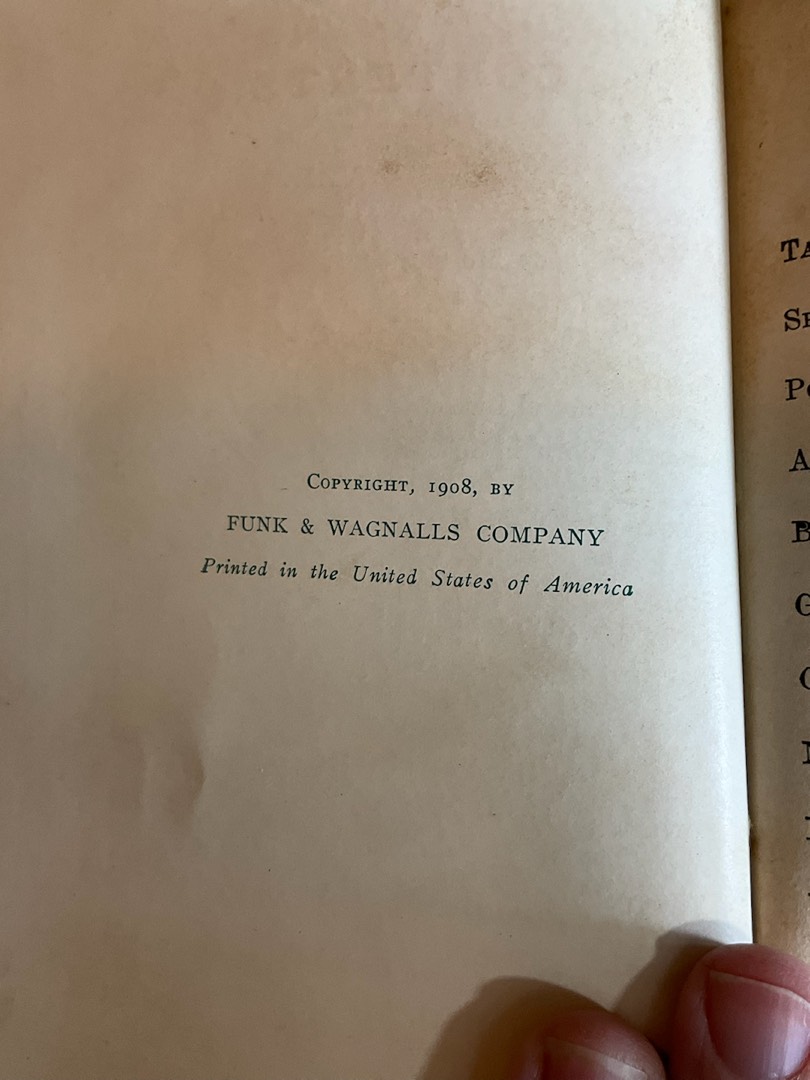 COPYRIGHT, 1908, BY
FUNK & WAGNALLS COMPANY
Printed in the United States of America